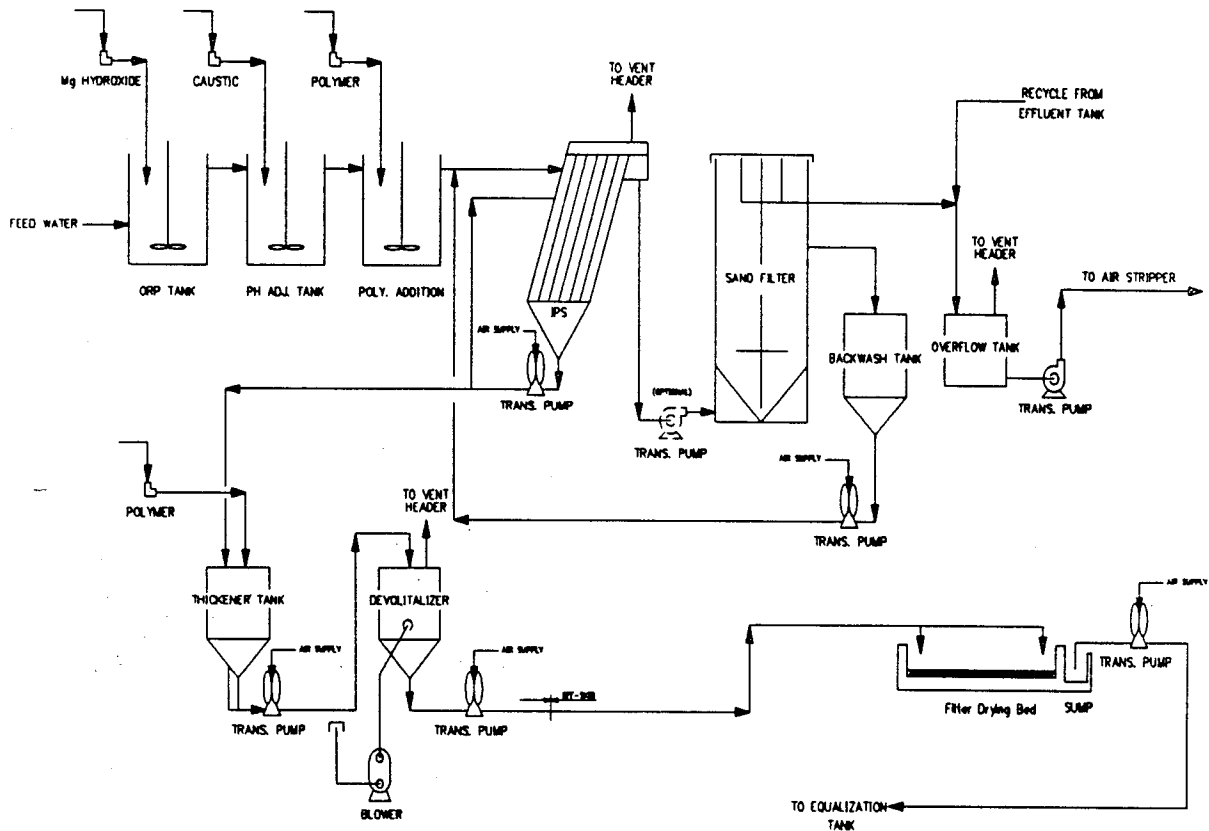 Mg HYDROXIDE
CAUSTIC
POLYMER
TO VENT
HEADER
RECYCLE FROM
EFFLUENT TANK
FEED WATER
ORP TANK
PH ADJ. TANK
POLY. ADDITION
IPS
SAND FILTER
TO VENT
HEADER
TO AIR STRIPPER
AIR SUPPLY
TRANS. PUMP
(OPTIONAL)
TRANS. PUMP
BACKWASH TANK
OVERFLOW TANK
TRANS. PUMP
AIR SUPPLY
TRANS. PUMP
POLYMER
TO VENT
HEADER
THICKENER TANK
DEVOLITALIZER
AIR SUPPLY
TRANS. PUMP
AIR SUPPLY
TRANS. PUMP
BLOWER
AIR SUPPLY
TRANS. PUMP
Filter Drying Bed
SUMP
TO EQUALIZATION
TANK